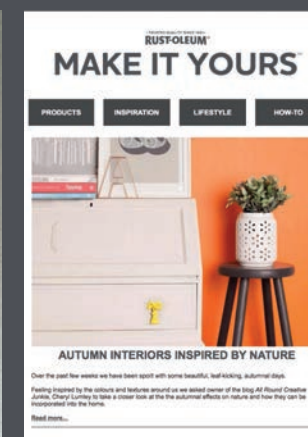 RUST-OLEUM
MAKE IT YOURS
PRODUCTS INSPIRATION LIFESTYLE HOW-TO
home
A
AUTUMN INTERIORS INSPIRED BY NATURE
Over the past few weeks we have been spoilt with some beautiful, leaf-kicking, autumnal days.
Feeling inspired by the colours and textures around us we asked owner of the blog All Round Creative
Junkie, Cheryl Lumley to take a closer look at the the autumnal effects on nature and how they can be
incorporated into the home.
Read more...